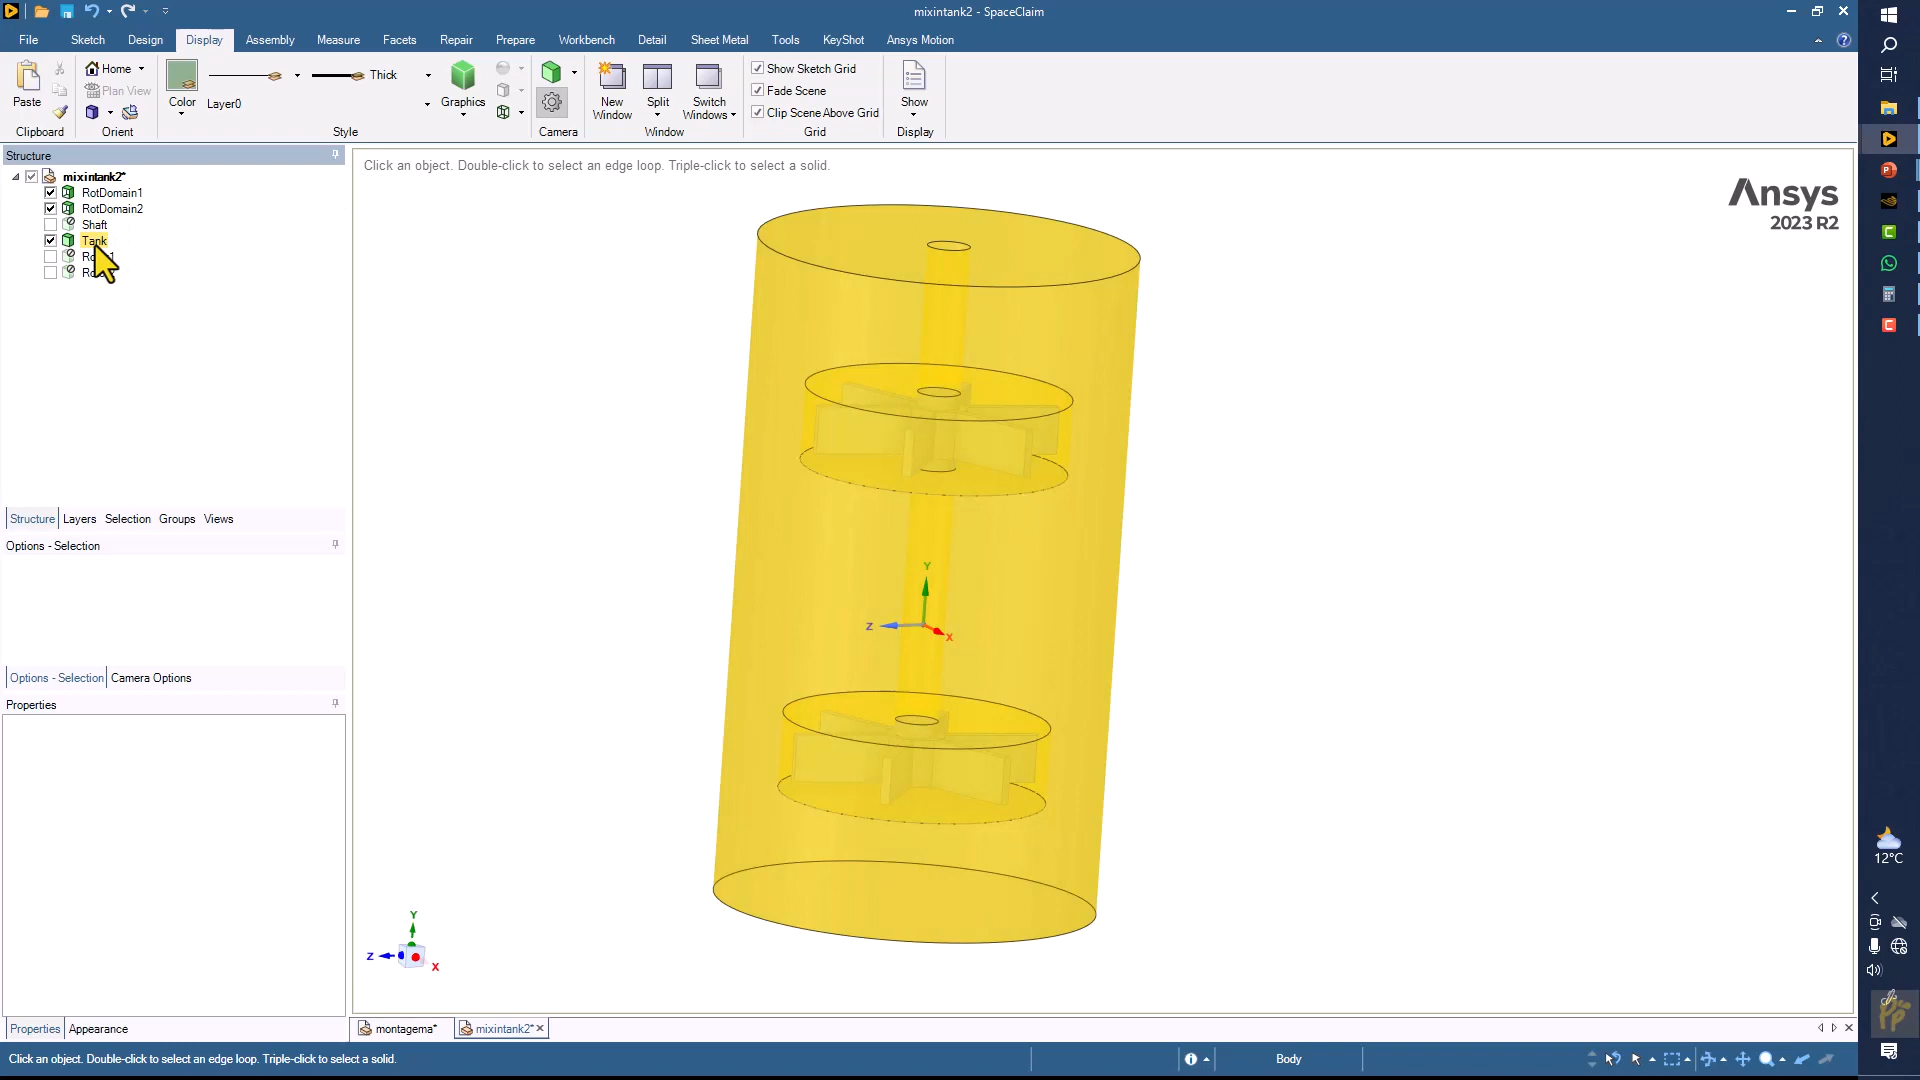 mixintank2 - SpaceClaim
File Sketch Design Display Assembly Measure Facets Repair Prepare Workbench Detail Sheet Metal Tools KeyShot Ansys Motion
Paste
Home
Plan View
Color
Layer0
Thick
Graphics
New Window
Split
Switch Windows
Show Sketch Grid
Fade Scene
Clip Scene Above Grid
Show
Clipboard Orient Style Camera Window Grid Display
Structure
mixintank2*
RotDomain1
RotDomain2
Shaft
Tank
Structure Layers Selection Groups Views
Options - Selection
Options - Selection Camera Options
Properties
Properties Appearance
Click an object. Double-click to select an edge loop. Triple-click to select a solid.
Ansys
2023 R2
Y
Z
X
Y
Z
X
montagema* mixintank2*
Click an object. Double-click to select an edge loop. Triple-click to select a solid.
Body
12°C